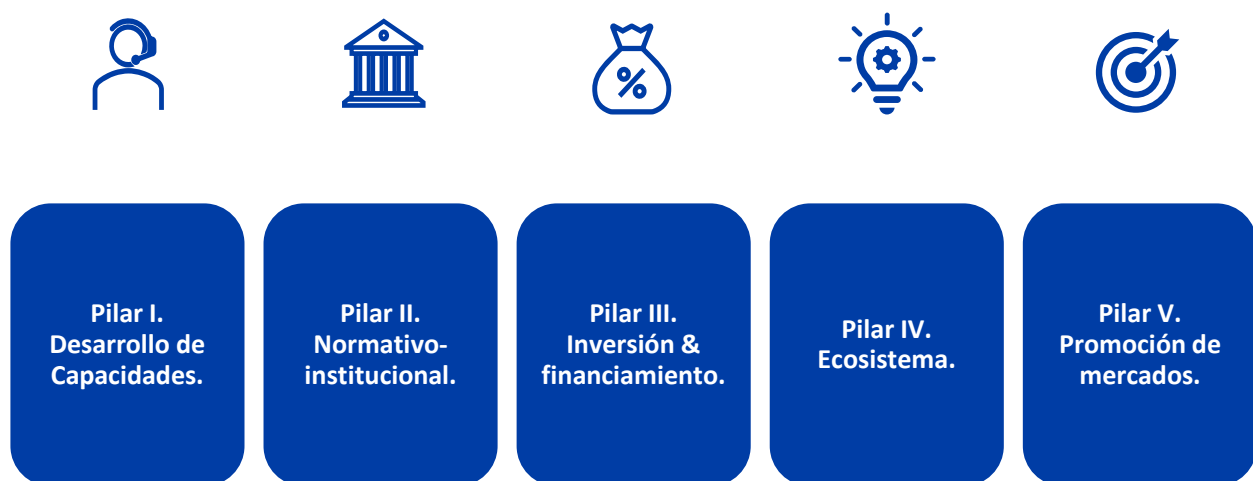 Pilar I.
Desarrollo de
Capacidades.
Pilar II.
Normativo-
institucional.
Pilar III.
Inversión &
financiamiento.
Pilar IV.
Ecosistema.
Pilar V.
Promoción de
mercados.